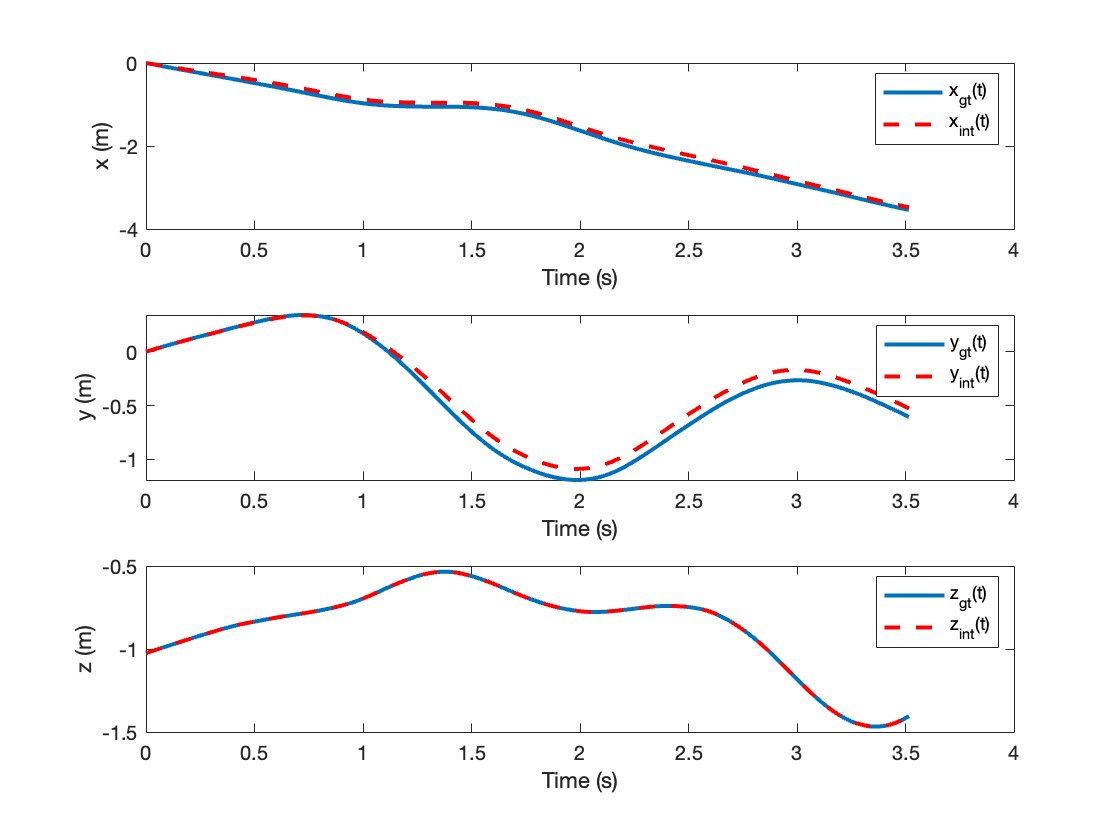 0
-2
-4
x (m)
0 0.5 1 1.5 2 2.5 3 3.5 4
Time (s)
x_gt(t)
x_int(t)
0
-0.5
-1
y (m)
0 0.5 1 1.5 2 2.5 3 3.5 4
Time (s)
y_gt(t)
y_int(t)
-0.5
-1
-1.5
z (m)
0 0.5 1 1.5 2 2.5 3 3.5 4
Time (s)
z_gt(t)
z_int(t)